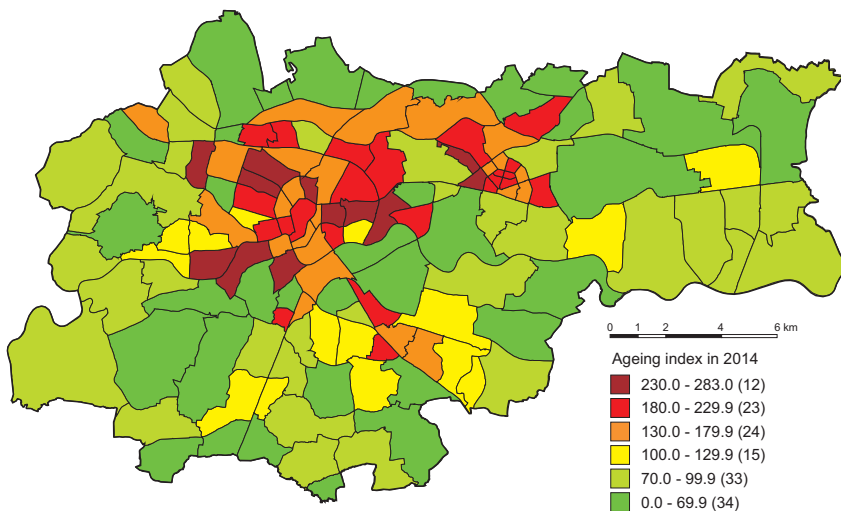 0 1 2 4 6 km
Ageing index in 2014
230.0 - 283.0 (12)
180.0 - 229.9 (23)
130.0 - 179.9 (24)
100.0 - 129.9 (15)
70.0 - 99.9 (33)
0.0 - 69.9 (34)